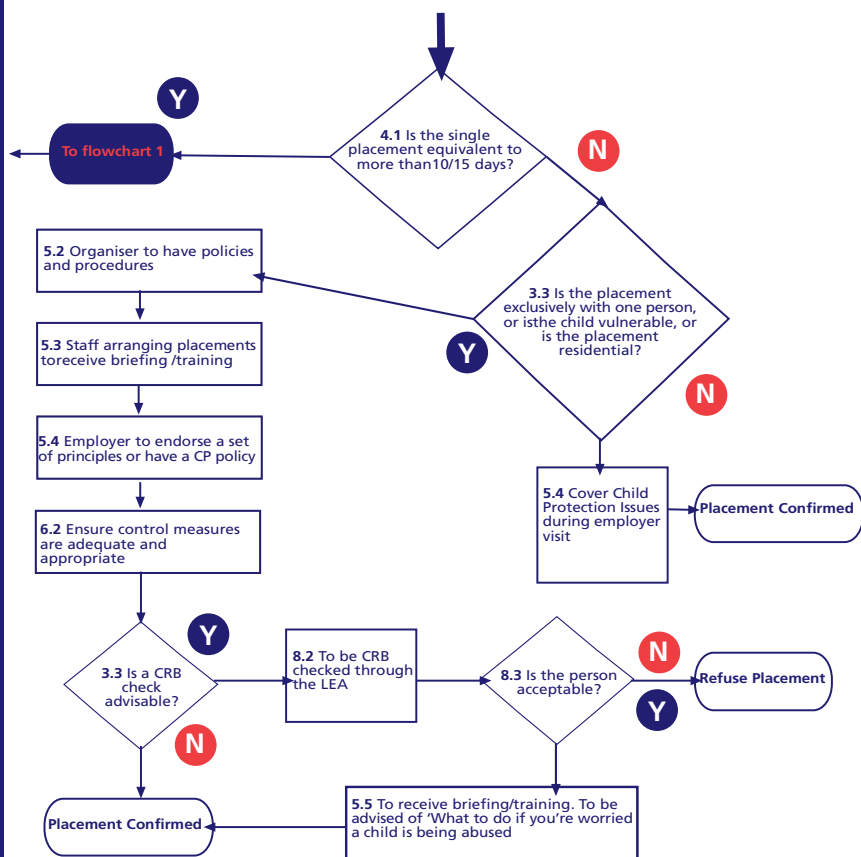 Y
4.1 Is the single
placement equivalent to
more than10/15 days?
N
To flowchart 1
5.2 Organiser to have policies
and procedures
3.3 Is the placement
exclusively with one person,
or isthe child vulnerable, or
is the placement
residential?
Y
N
5.3 Staff arranging placements
toreceive briefing /training
5.4 Employer to endorse a set
of principles or have a CP policy
5.4 Cover Child
Protection Issues
during employer
visit
Placement Confirmed
6.2 Ensure control measures
are adequate and
appropriate
Y
3.3 Is a CRB
check
advisable?
N
8.2 To be CRB
checked through
the LEA
8.3 Is the person
acceptable?
N
Y
Refuse Placement
5.5 To receive briefing/training. To be
advised of ‘What to do if you’re worried
a child is being abused
Placement Confirmed